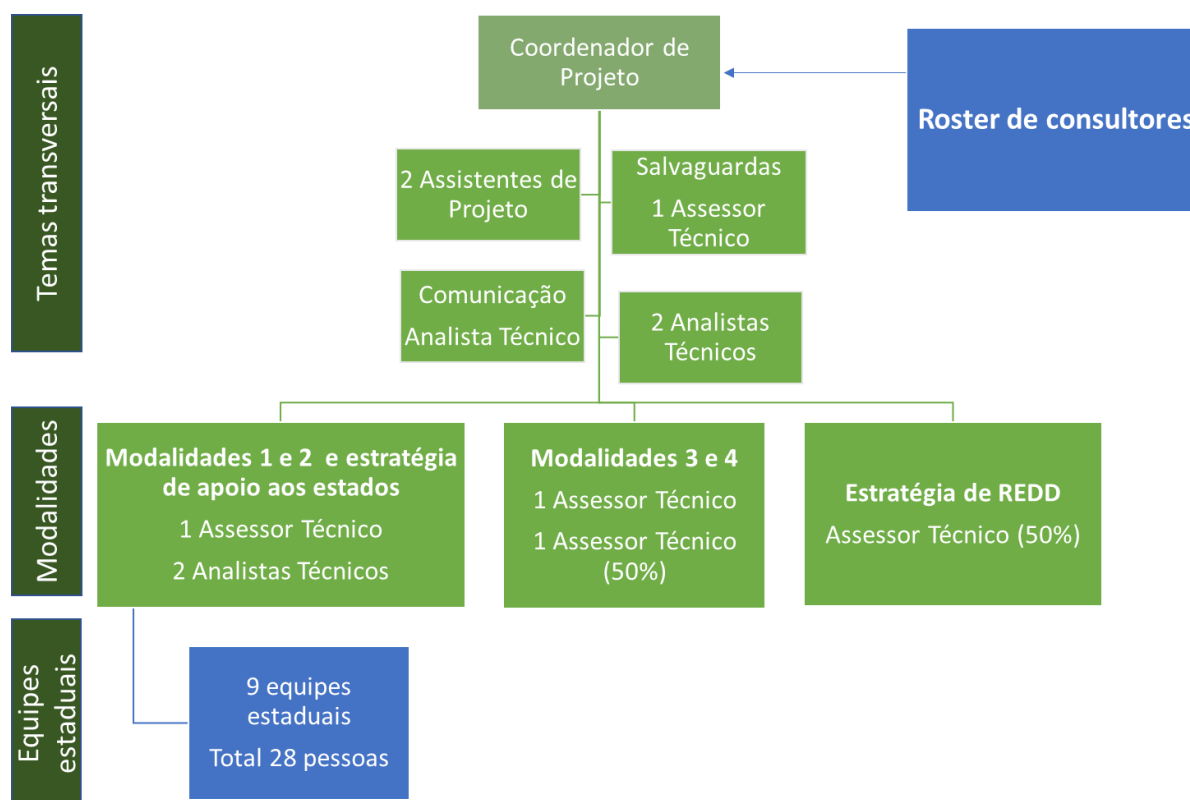 Temas transversais
Coordenador de
Projeto
Roster de consultores
2 Assistentes de
Projeto
Salvaguardas
1 Assessor
Técnico
Comunicação
Analista Técnico
2 Analistas
Técnicos
Modalidades
Modalidades 1 e 2 e estratégia
de apoio aos estados
1 Assessor Técnico
2 Analistas Técnicos
Modalidades 3 e 4
1 Assessor Técnico
1 Assessor Técnico
(50%)
Estratégia de REDD
Assessor Técnico (50%)
Equipes
estaduais
9 equipes
estaduais
Total 28 pessoas